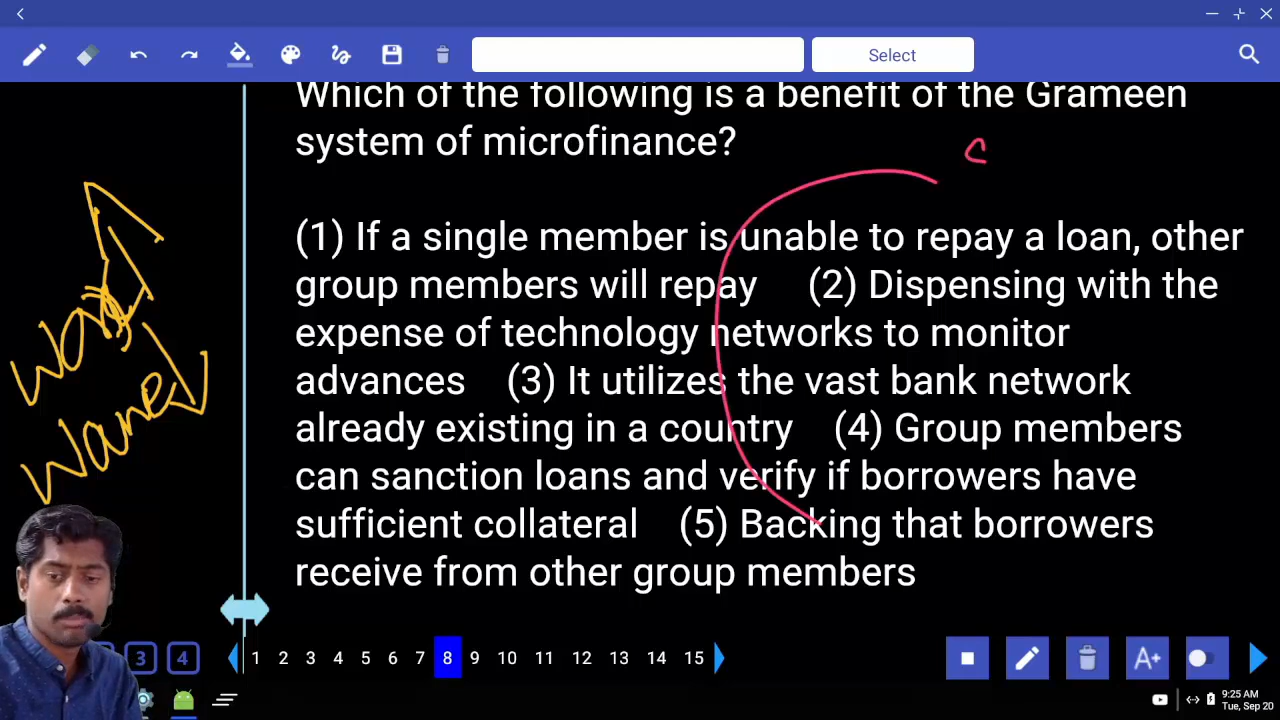 Select
Which of the following is a benefit of the Grameen
system of microfinance?
(1) If a single member is unable to repay a loan, other
group members will repay (2) Dispensing with the
expense of technology networks to monitor
advances (3) It utilizes the vast bank network
already existing in a country (4) Group members
can sanction loans and verify if borrowers have
sufficient collateral (5) Backing that borrowers
receive from other group members
Wane
3 4 1 2 3 4 5 6 7 8 9 10 11 12 13 14 15
A+
9:25 AM
Tue, Sep 20